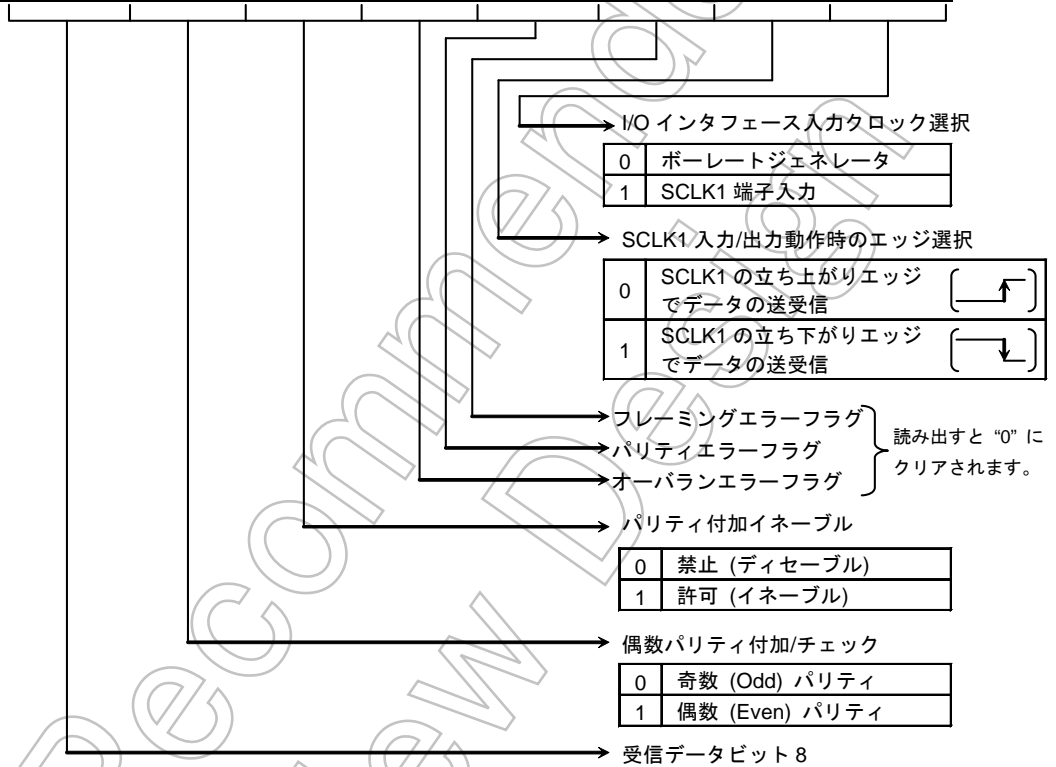 I/O インタフェース入力クロック選択
0 ボーレートジェネレータ
1 SCLK1 端子入力
SCLK1 入力/出力動作時のエッジ選択
0 SCLK1 の立ち上がりエッジ
でデータの送受信
1 SCLK1 の立ち下がりエッジ
でデータの送受信
フレーミングエラーフラグ
パリティエラーフラグ
オーバランエラーフラグ
読み出すと “0” に
クリアされます。
パリティ付加イネーブル
0 禁止 (ディセーブル)
1 許可 (イネーブル)
偶数パリティ付加/チェック
0 奇数 (Odd) パリティ
1 偶数 (Even) パリティ
受信データビット 8